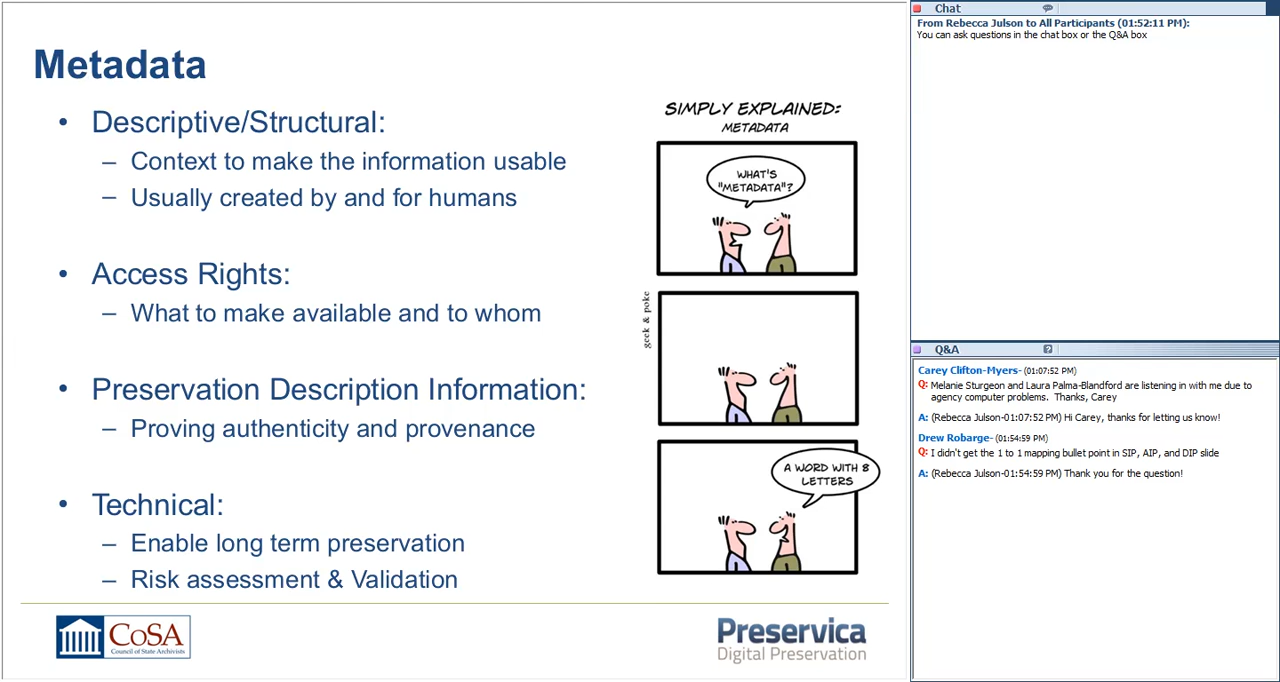 Metadata
• Descriptive/Structural:
– Context to make the information usable
– Usually created by and for humans
• Access Rights:
– What to make available and to whom
• Preservation Description Information:
– Proving authenticity and provenance
• Technical:
– Enable long term preservation
– Risk assessment & Validation
SIMPLY EXPLAINED:
METADATA
WHAT'S
"METADATA"?
geek & poke
A WORD WITH 8
LETTERS
CoSA
Council of State Archivists
Preservica
Digital Preservation
Chat
From Rebecca Julson to All Participants (01:52:11 PM):
You can ask questions in the chat box or the Q&A box
Q&A
Carey Clifton-Myers- (01:07:52 PM)
Q: Melanie Sturgeon and Laura Palma-Blandford are listening in with me due to
agency computer problems. Thanks, Carey
A: (Rebecca Julson-01:07:52 PM) Hi Carey, thanks for letting us know!
Drew Robarge- (01:54:59 PM)
Q: I didn't get the 1 to 1 mapping bullet point in SIP, AIP, and DIP slide
A: (Rebecca Julson-01:54:59 PM) Thank you for the question!